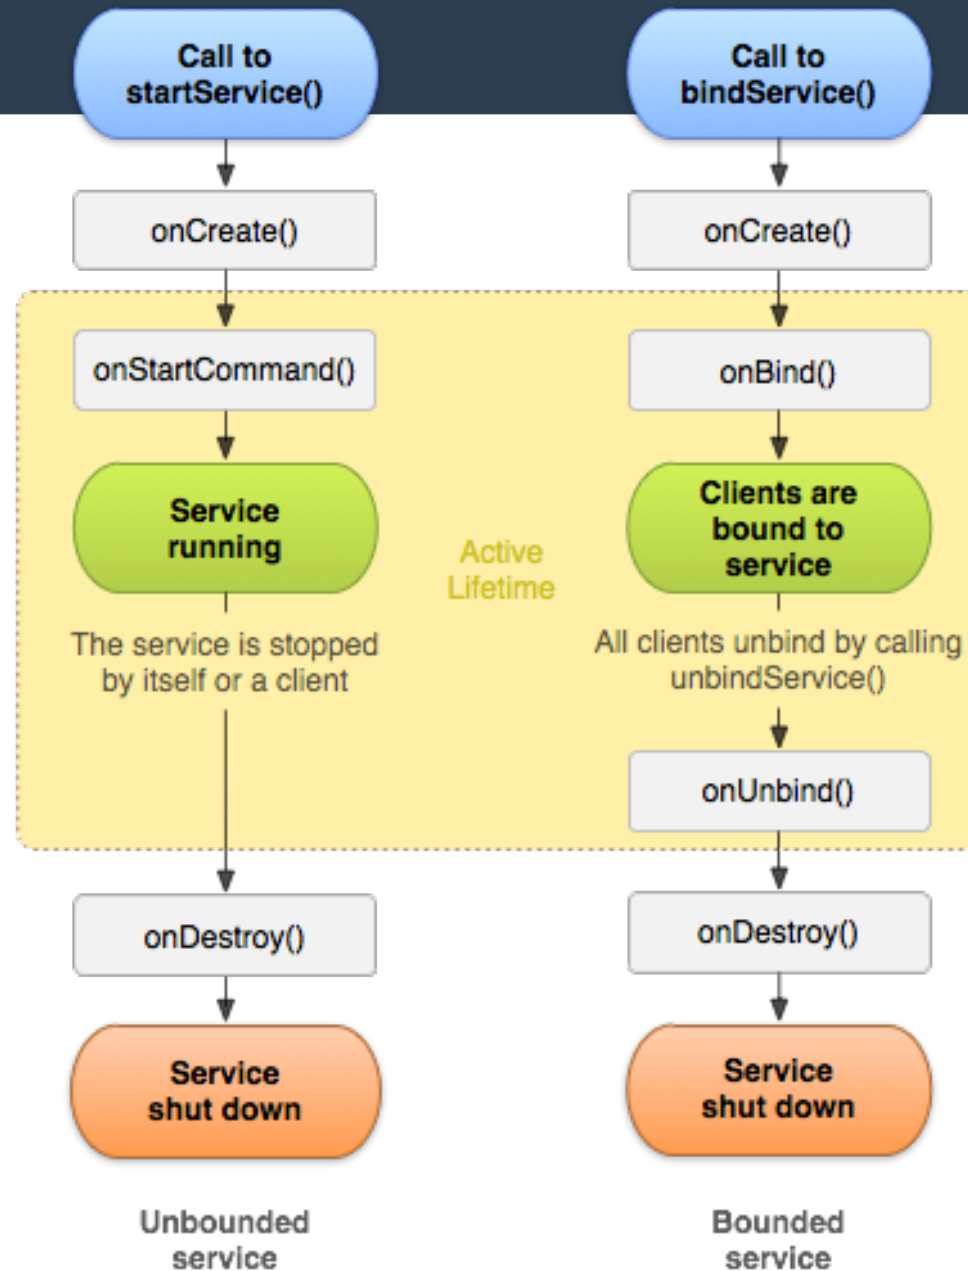 Call to
startService()
onCreate()
onStartCommand()
Service
running
The service is stopped
by itself or a client
onDestroy()
Service
shut down
Unbounded
service
Active
Lifetime
Call to
bindService()
onCreate()
onBind()
Clients are
bound to
service
All clients unbind by calling
unbindService()
onUnbind()
onDestroy()
Service
shut down
Bounded
service